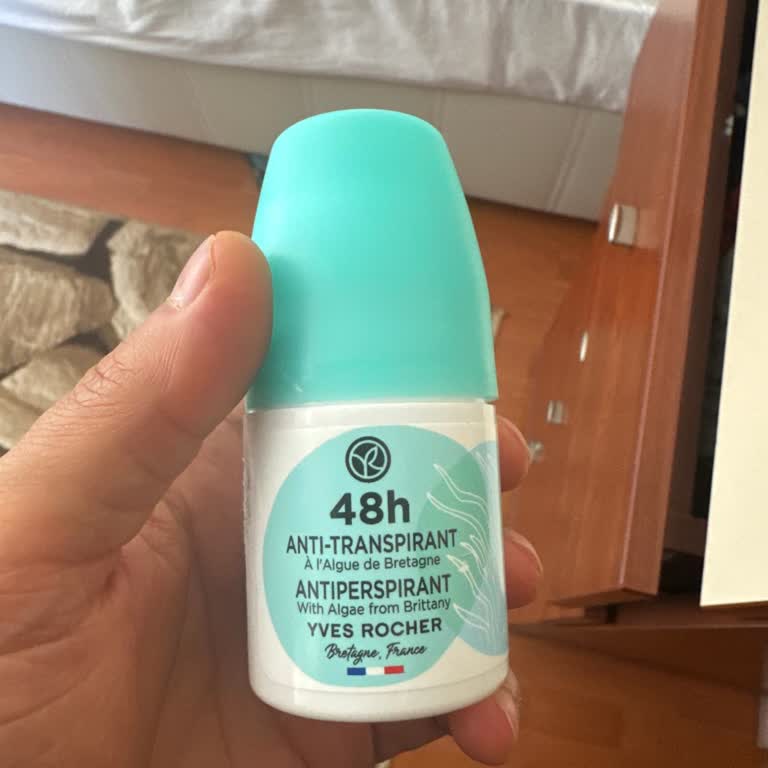 48h
ANTI-TRANSPIRANT
À l'Algue de Bretagne
ANTIPERSPIRANT
With Algae from Brittany
YVES ROCHER
Bretagne, France